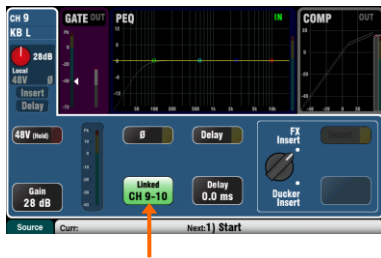 CH 9
KB L
28dB
Local
48V Ø
Insert
Delay
GATE OUT
PEQ
IN
COMP
OUT
48V (Hold)
Ø
Delay
FX
Insert
Gain
28 dB
Linked
CH 9-10
Delay
0.0 ms
Ducker
Insert
Source
Curr:
Next:1) Start